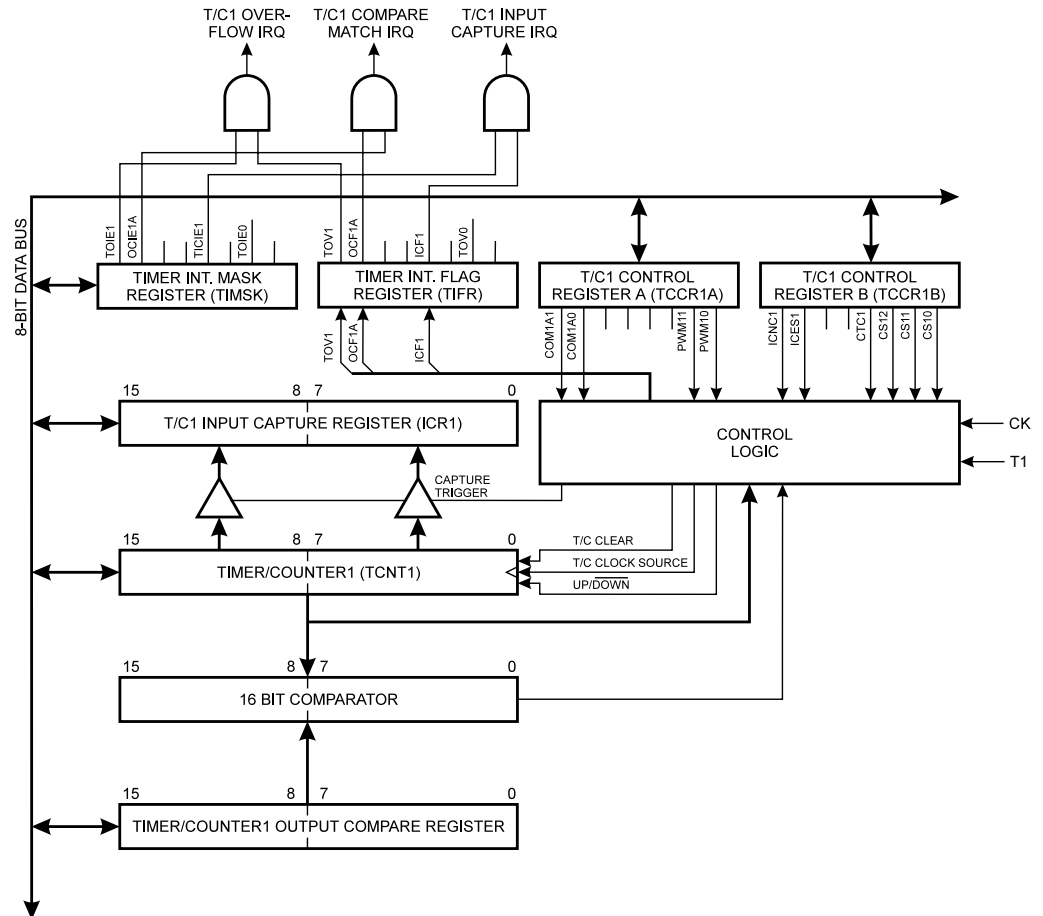 T/C1 OVER-
FLOW IRQ
T/C1 COMPARE
MATCH IRQ
T/C1 INPUT
CAPTURE IRQ
8-BIT DATA BUS
TOIE1
OCIE1A
TICIE1
TOIE0
TOV1
OCF1A
ICF1
TOV0
TIMER INT. MASK
REGISTER (TIMSK)
TIMER INT. FLAG
REGISTER (TIFR)
T/C1 CONTROL
REGISTER A (TCCR1A)
T/C1 CONTROL
REGISTER B (TCCR1B)
TOV1
OCF1A
ICF1
COM1A1
COM1A0
PWM11
PWM10
ICNC1
ICES1
CTC1
CS12
CS11
CS10
15 8 7 0
T/C1 INPUT CAPTURE REGISTER (ICR1)
CONTROL
LOGIC
CK
T1
CAPTURE
TRIGGER
15 8 7 0
TIMER/COUNTER1 (TCNT1)
T/C CLEAR
T/C CLOCK SOURCE
UP/DOWN
15 8 7 0
16 BIT COMPARATOR
15 8 7 0
TIMER/COUNTER1 OUTPUT COMPARE REGISTER